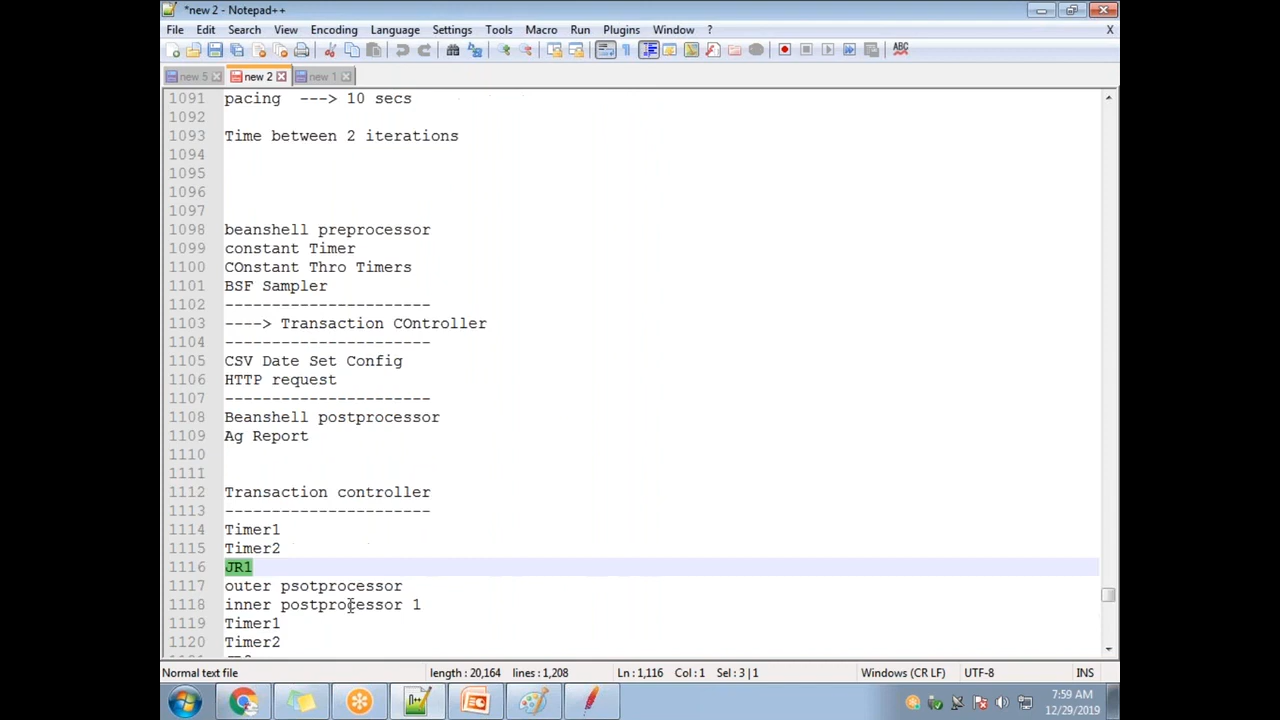 *new 2 - Notepad++
File Edit Search View Encoding Language Settings Tools Macro Run Plugins Window ? X
new 5 new 2 new 1
1091 pacing ---> 10 secs
1092
1093 Time between 2 iterations
1094
1095
1096
1097
1098 beanshell preprocessor
1099 constant Timer
1100 COnstant Thro Timers
1101 BSF Sampler
1102 ----------------------
1103 ----> Transaction COntroller
1104 ----------------------
1105 CSV Date Set Config
1106 HTTP request
1107 ----------------------
1108 Beanshell postprocessor
1109 Ag Report
1110
1111
1112 Transaction controller
1113 ----------------------
1114 Timer1
1115 Timer2
1116 JR1
1117 outer psotprocessor
1118 inner postprocessor 1
1119 Timer1
1120 Timer2
Normal text file length : 20,164 lines : 1,208 Ln : 1,116 Col : 1 Sel : 3 | 1 Windows (CR LF) UTF-8 INS
7:59 AM
12/29/2019